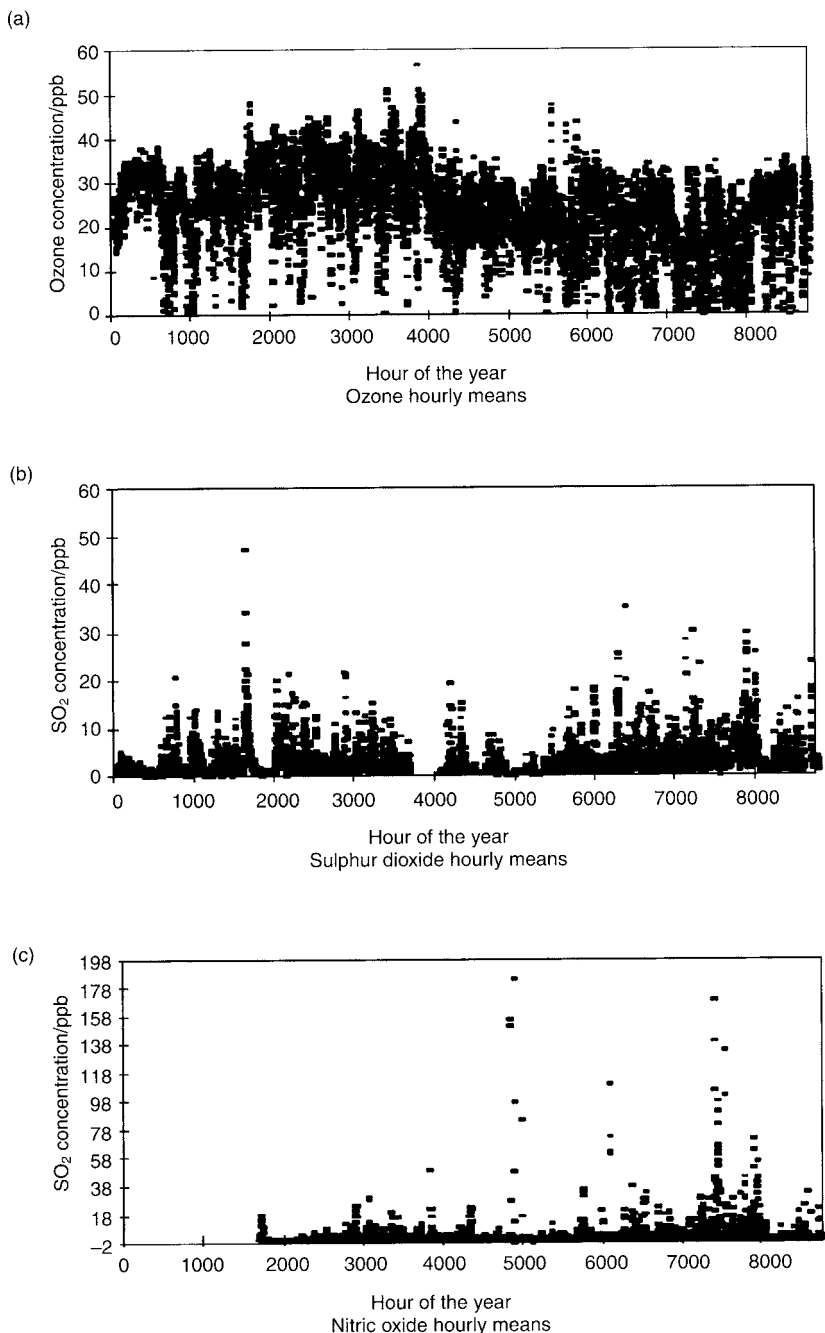 (a)
60
50
40
30
20
10
0
Ozone concentration/ppb
0 1000 2000 3000 4000 5000 6000 7000 8000
Hour of the year
Ozone hourly means
(b)
60
50
40
30
20
10
0
SO₂ concentration/ppb
0 1000 2000 3000 4000 5000 6000 7000 8000
Hour of the year
Sulphur dioxide hourly means
(c)
198
178
158
138
118
98
78
58
38
18
−2
SO₂ concentration/ppb
0 1000 2000 3000 4000 5000 6000 7000 8000
Hour of the year
Nitric oxide hourly means